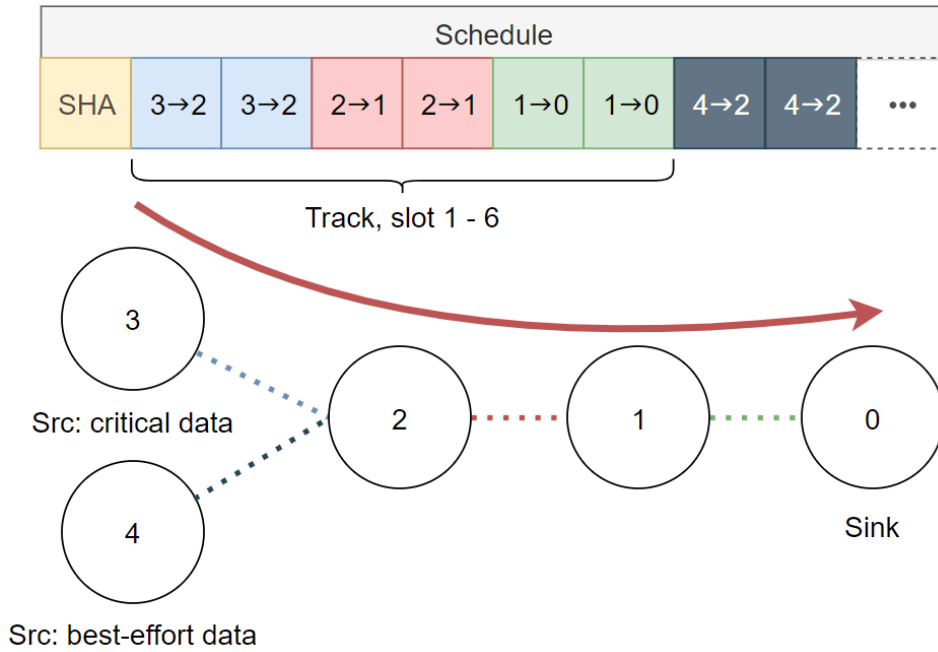 Schedule
SHA 3→2 3→2 2→1 2→1 1→0 1→0 4→2 4→2 •••
Track, slot 1 - 6
3
Src: critical data
2
1
0
4
Sink
Src: best-effort data